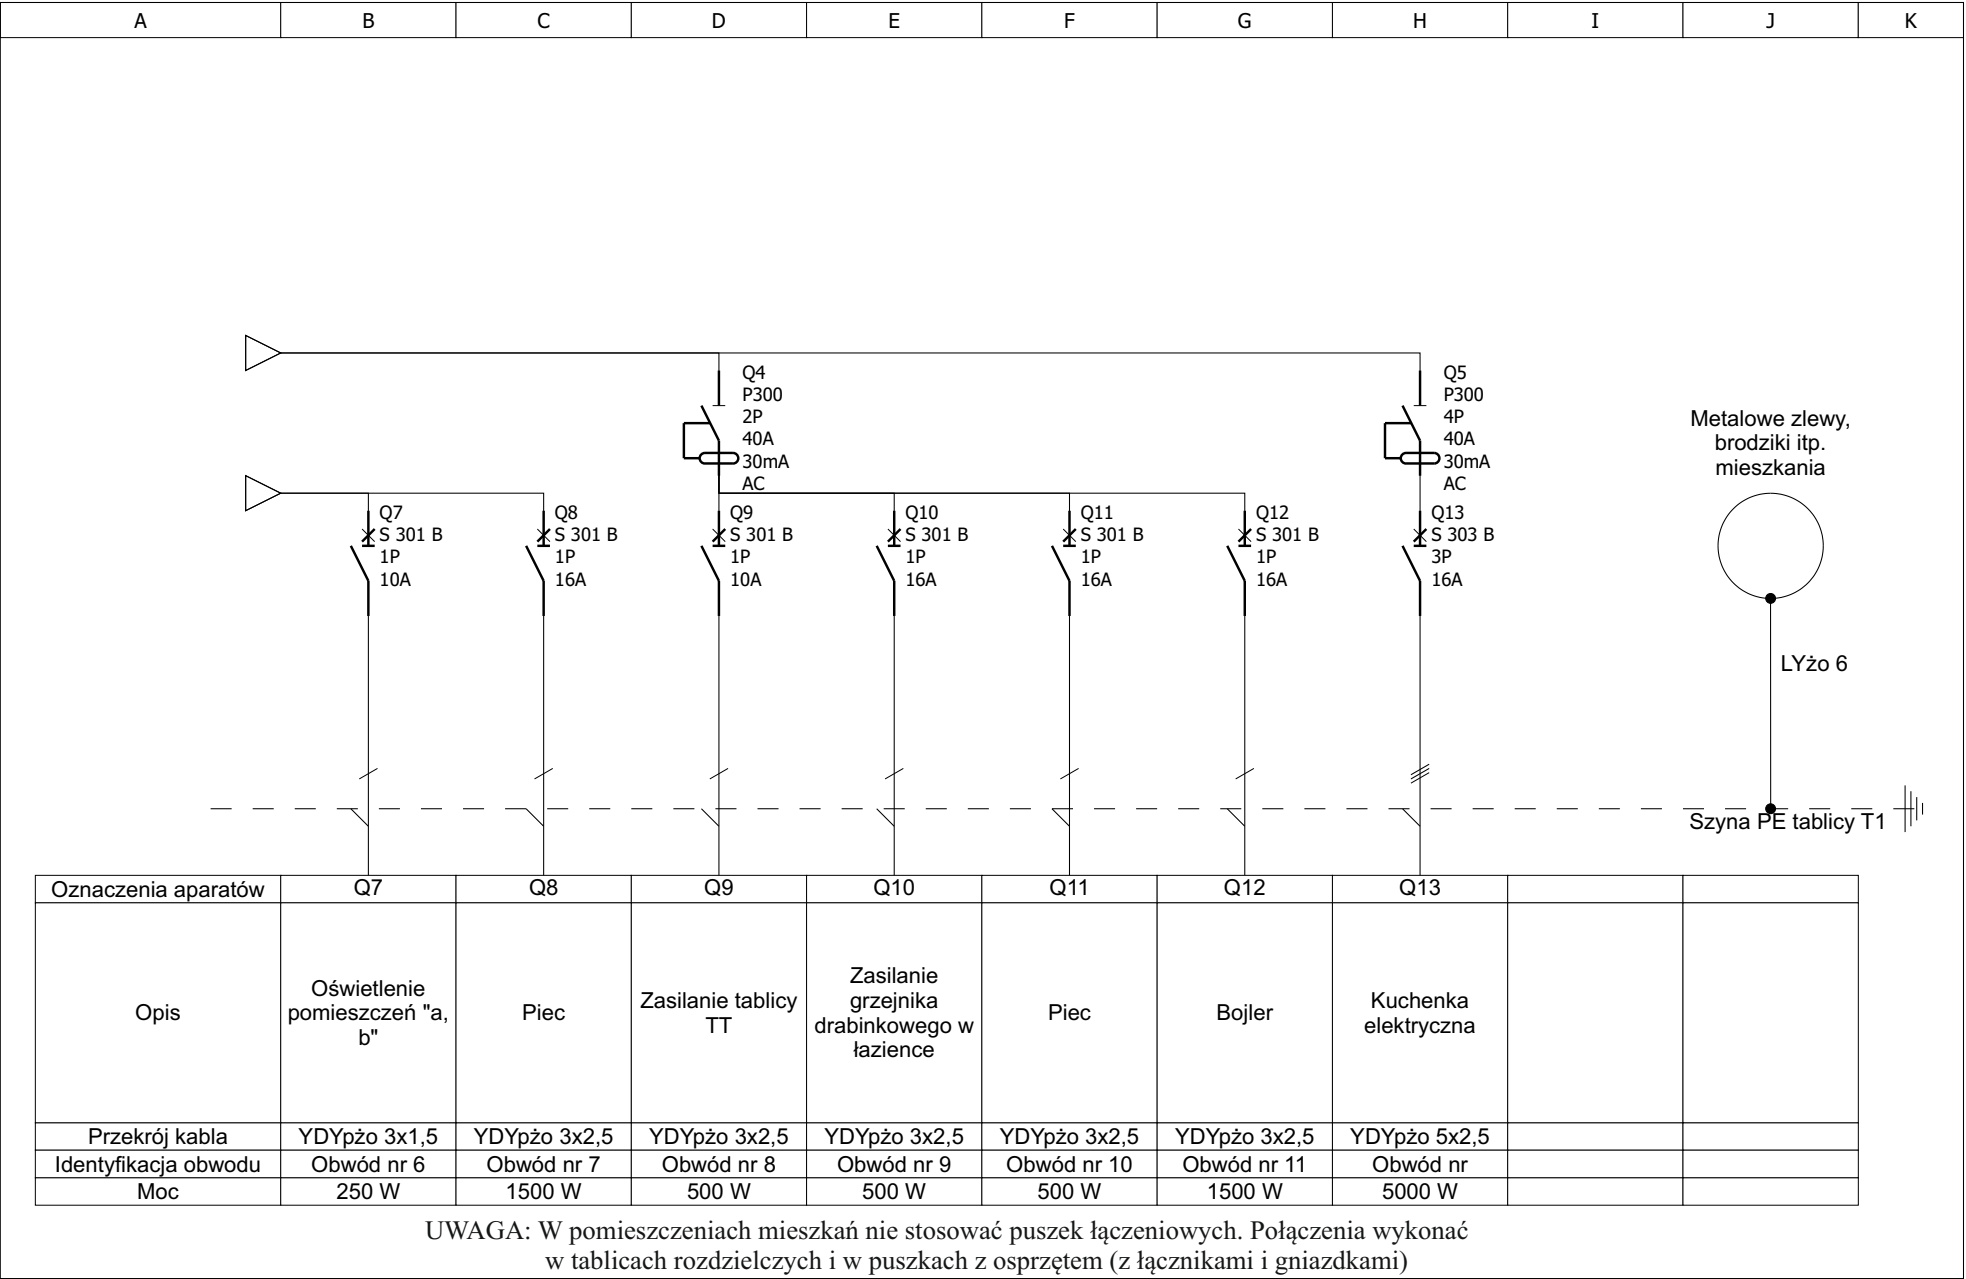 A B C D E F G H I J K
Q4
P300
2P
40A
30mA
AC
Q5
P300
4P
40A
30mA
AC
Metalowe zlewy,
brodziki itp.
mieszkania
Q7
S 301 B
1P
10A
Q8
S 301 B
1P
16A
Q9
S 301 B
1P
10A
Q10
S 301 B
1P
16A
Q11
S 301 B
1P
16A
Q12
S 301 B
1P
16A
Q13
S 303 B
3P
16A
LYżo 6
Szyna PE tablicy T1
Oznaczenia aparatów Q7 Q8 Q9 Q10 Q11 Q12 Q13
Opis
Oświetlenie
pomieszczeń "a,
b"
Piec
Zasilanie tablicy
TT
Zasilanie
grzejnika
drabinkowego w
łazience
Piec
Bojler
Kuchenka
elektryczna
Przekrój kabla YDYpżo 3x1,5 YDYpżo 3x2,5 YDYpżo 3x2,5 YDYpżo 3x2,5 YDYpżo 3x2,5 YDYpżo 3x2,5 YDYpżo 5x2,5
Identyfikacja obwodu Obwód nr 6 Obwód nr 7 Obwód nr 8 Obwód nr 9 Obwód nr 10 Obwód nr 11 Obwód nr
Moc 250 W 1500 W 500 W 500 W 500 W 1500 W 5000 W
UWAGA: W pomieszczeniach mieszkań nie stosować puszek łączeniowych. Połączenia wykonać
w tablicach rozdzielczych i w puszkach z osprzętem (z łącznikami i gniazdkami)